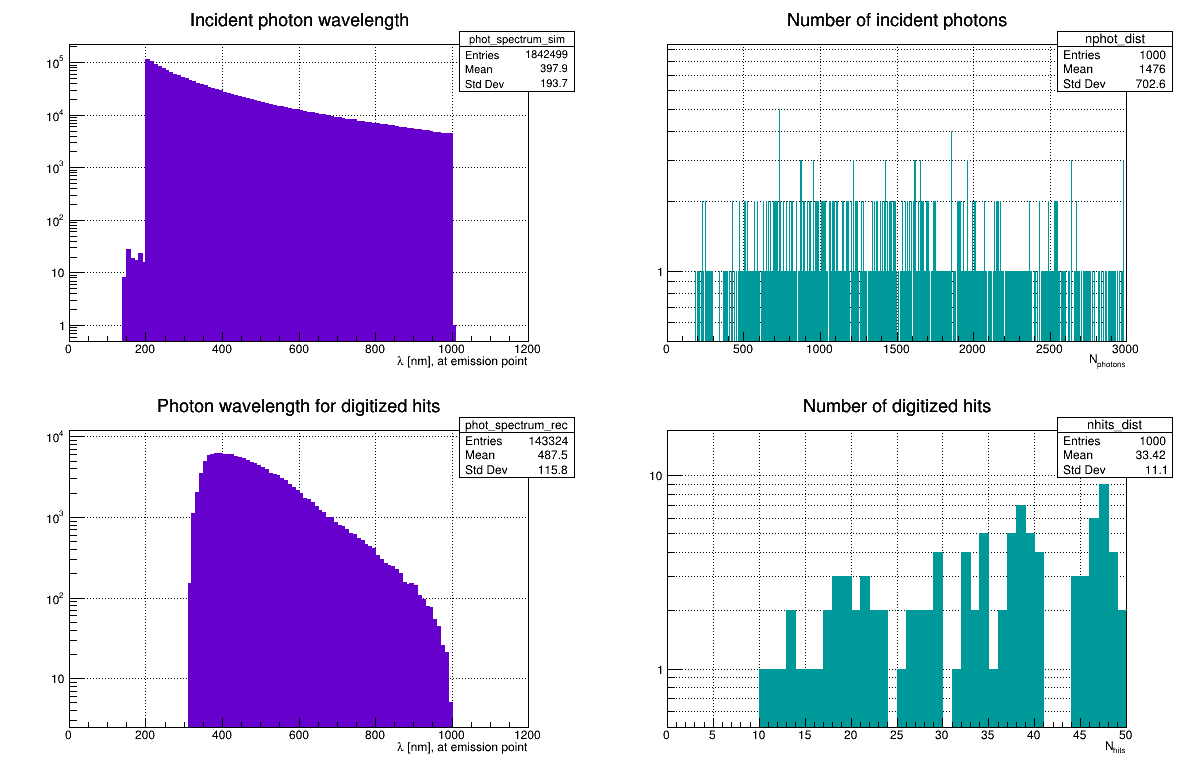 Incident photon wavelength
phot_spectrum_sim
Entries 1842499
Mean 397.9
Std Dev 193.7
10^5
10^4
10^3
10^2
10
1
0 200 400 600 800 1000 1200
λ [nm], at emission point
Number of incident photons
nphot_dist
Entries 1000
Mean 1476
Std Dev 702.6
1
0 500 1000 1500 2000 2500 3000
N_photons
Photon wavelength for digitized hits
phot_spectrum_rec
Entries 143324
Mean 487.5
Std Dev 115.8
10^4
10^3
10^2
10
0 200 400 600 800 1000 1200
λ [nm], at emission point
Number of digitized hits
nhits_dist
Entries 1000
Mean 33.42
Std Dev 11.1
10
1
0 5 10 15 20 25 30 35 40 45 50
N_hits